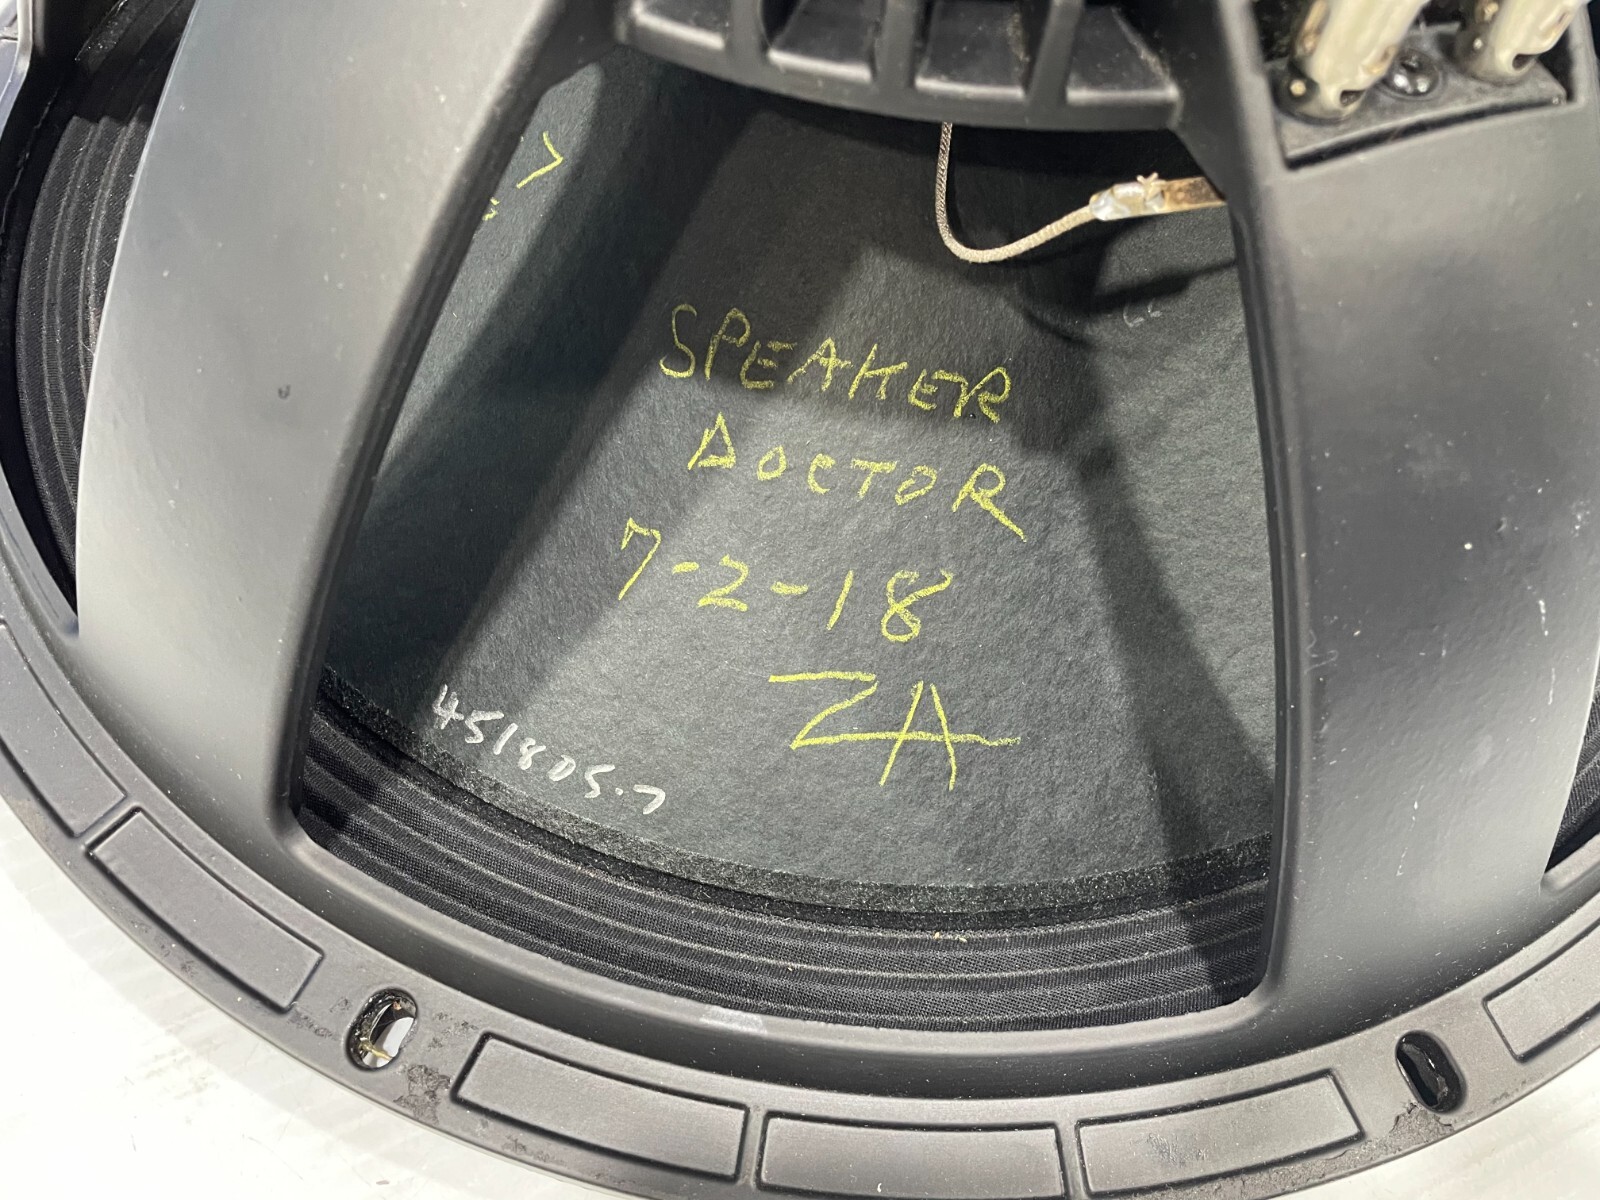 SPEAKER
DOCTOR
7-2-18
ZA
451805.7